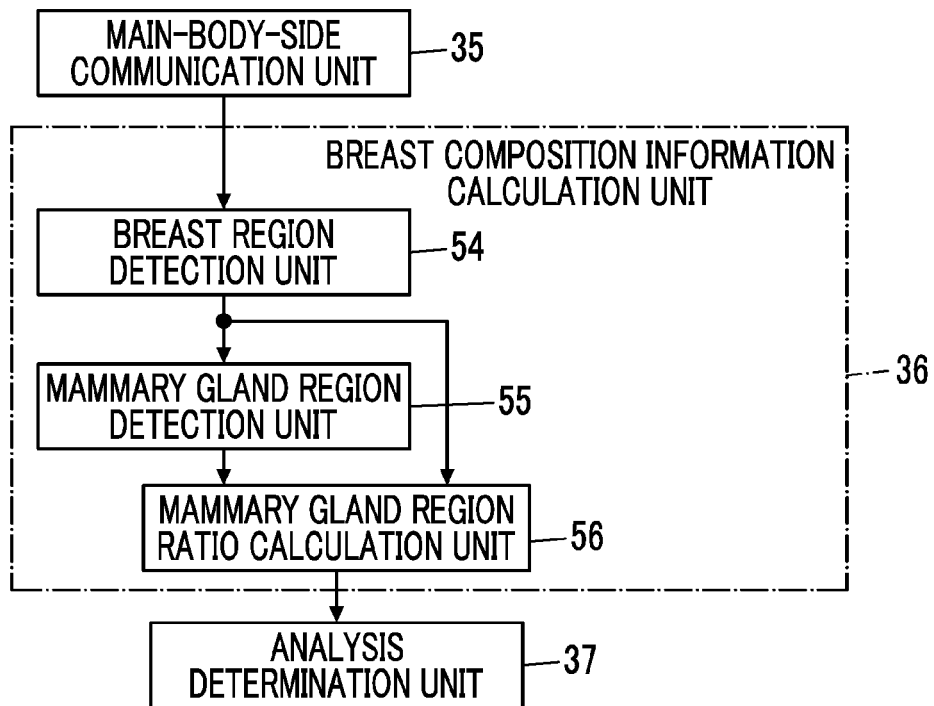 MAIN-BODY-SIDE
COMMUNICATION UNIT
35
BREAST COMPOSITION INFORMATION
CALCULATION UNIT
BREAST REGION
DETECTION UNIT
54
MAMMARY GLAND REGION
DETECTION UNIT
55
36
MAMMARY GLAND REGION
RATIO CALCULATION UNIT
56
ANALYSIS
DETERMINATION UNIT
37